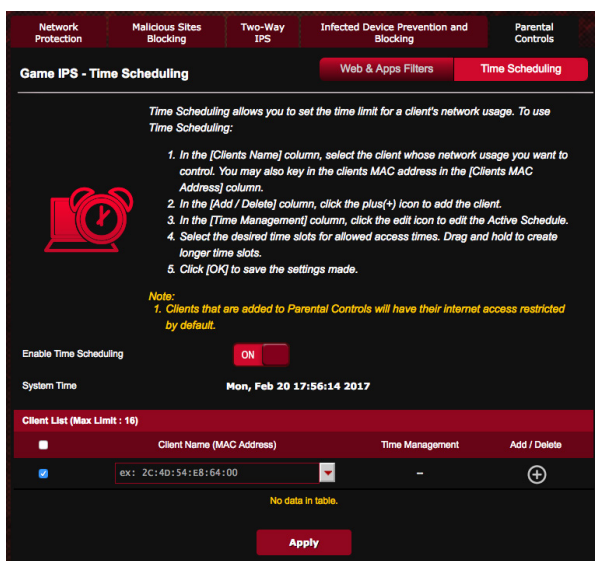 Network Protection
Malicious Sites Blocking
Two-Way IPS
Infected Device Prevention and Blocking
Parental Controls
Game IPS - Time Scheduling
Web & Apps Filters
Time Scheduling
Time Scheduling allows you to set the time limit for a client's network usage. To use
Time Scheduling:
1. In the [Clients Name] column, select the client whose network usage you want to
control. You may also key in the clients MAC address in the [Clients MAC
Address] column.
2. In the [Add / Delete] column, click the plus(+) icon to add the client.
3. In the [Time Management] column, click the edit icon to edit the Active Schedule.
4. Select the desired time slots for allowed access times. Drag and hold to create
longer time slots.
5. Click [OK] to save the settings made.
Note:
1. Clients that are added to Parental Controls will have their internet access restricted
by default.
Enable Time Scheduling
ON
System Time
Mon, Feb 20 17:56:14 2017
Client List (Max Limit : 16)
Client Name (MAC Address)
Time Management
Add / Delete
ex: 2C:4D:54:E8:64:00
–
No data in table.
Apply